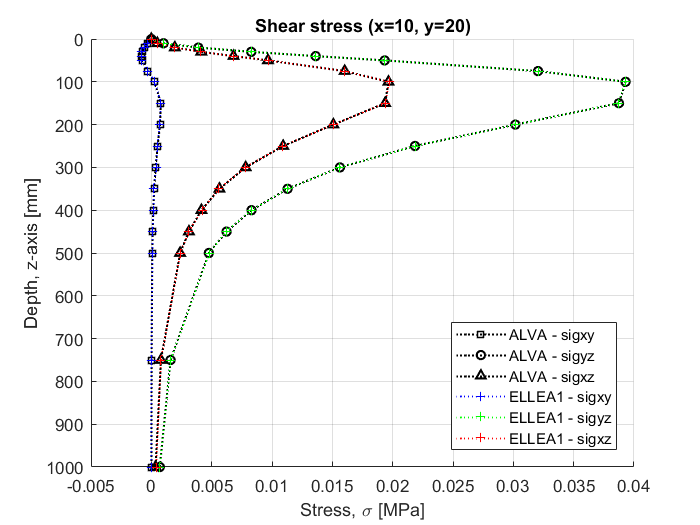 Shear stress (x=10, y=20)
0
100
200
300
400
500
600
700
800
900
1000
Depth, z-axis [mm]
-0.005
0
0.005
0.01
0.015
0.02
0.025
0.03
0.035
0.04
Stress, σ [MPa]
ALVA - sigxy
ALVA - sigyz
ALVA - sigxz
ELLEA1 - sigxy
ELLEA1 - sigyz
ELLEA1 - sigxz